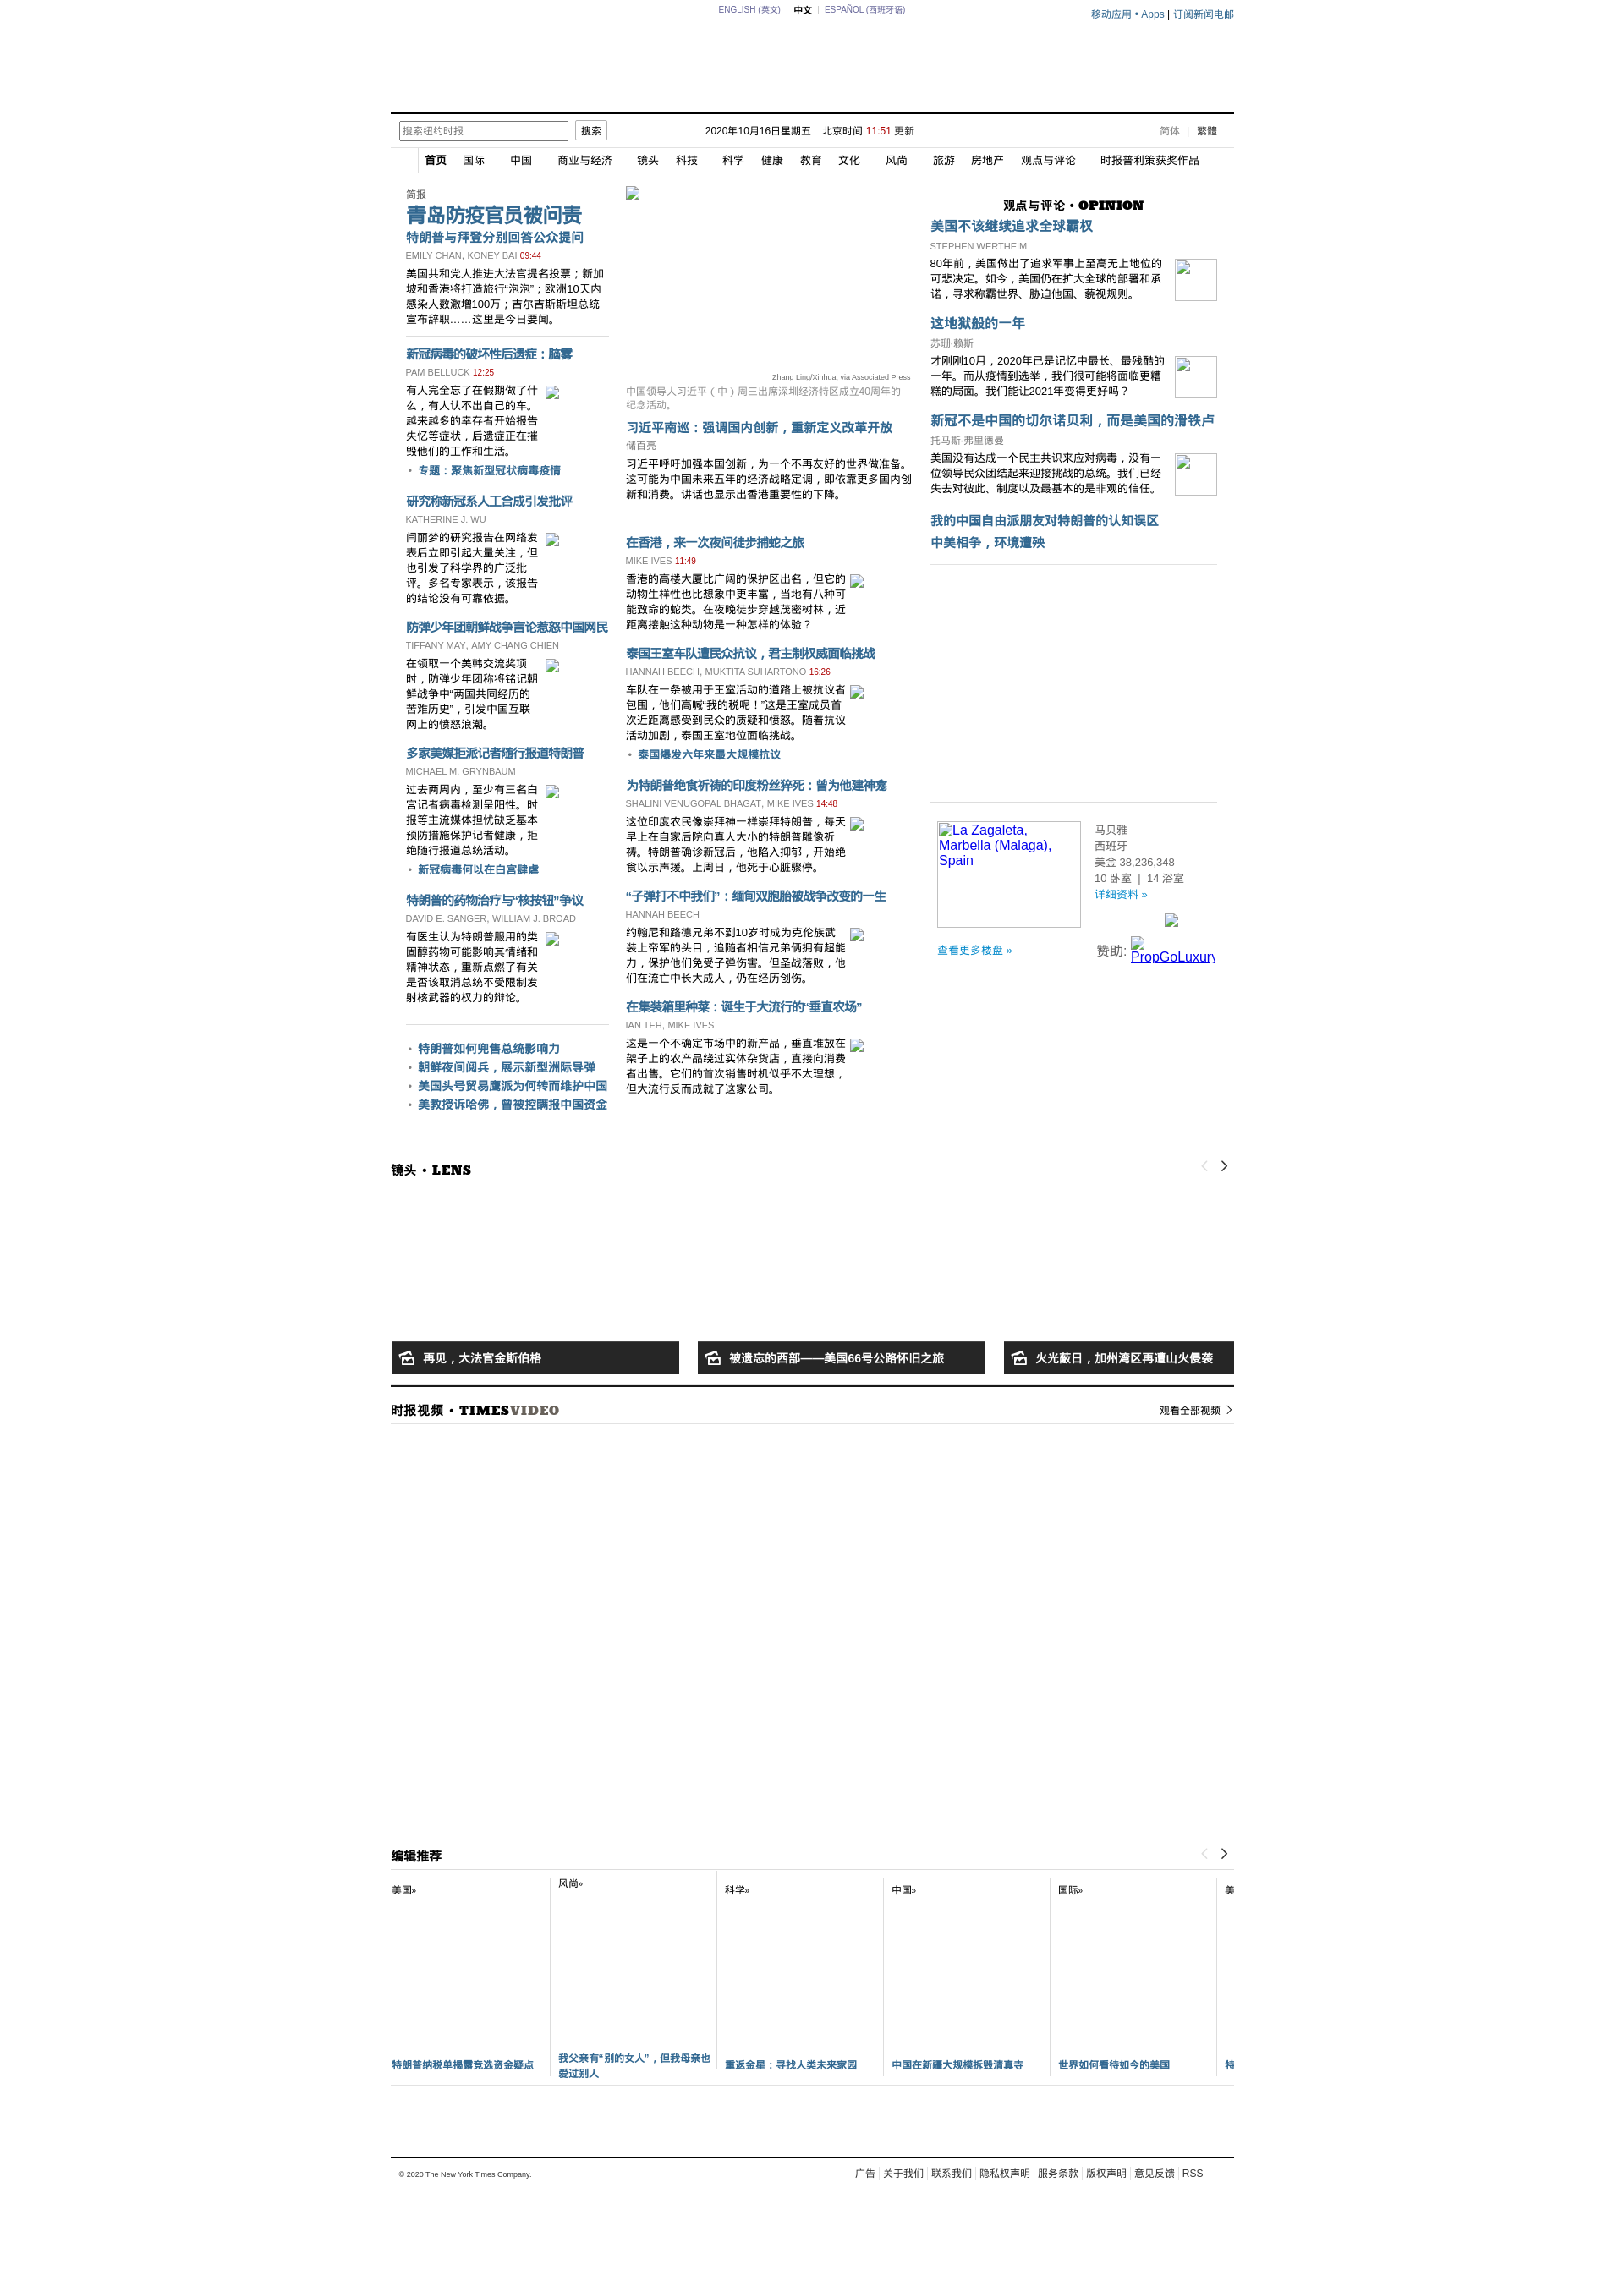 ENGLISH (英文) | 中文 | ESPAÑOL (西班牙语)
移动应用 • Apps | 订阅新闻电邮
搜索纽约时报 搜索 2020年10月16日星期五 北京时间 11:51 更新 简体 | 繁體
首页 国际 中国 商业与经济 镜头 科技 科学 健康 教育 文化 风尚 旅游 房地产 观点与评论 时报普利策获奖作品
简报
青岛防疫官员被问责
特朗普与拜登分别回答公众提问
EMILY CHAN, KONEY BAI 09:44
美国共和党人推进大法官提名投票；新加
坡和香港将打造旅行“泡泡”；欧洲10天内
感染人数激增100万；吉尔吉斯斯坦总统
宣布辞职……这里是今日要闻。
新冠病毒的破坏性后遗症：脑雾
PAM BELLUCK 12:25
有人完全忘了在假期做了什
么，有人认不出自己的车。
越来越多的幸存者开始报告
失忆等症状，后遗症正在摧
毁他们的工作和生活。
• 专题：聚焦新型冠状病毒疫情
研究称新冠系人工合成引发批评
KATHERINE J. WU
闫丽梦的研究报告在网络发
表后立即引起大量关注，但
也引发了科学界的广泛批
评。多名专家表示，该报告
的结论没有可靠依据。
防弹少年团朝鲜战争言论惹怒中国网民
TIFFANY MAY, AMY CHANG CHIEN
在领取一个美韩交流奖项
时，防弹少年团称将铭记朝
鲜战争中“两国共同经历的
苦难历史”，引发中国互联
网上的愤怒浪潮。
多家美媒拒派记者随行报道特朗普
MICHAEL M. GRYNBAUM
过去两周内，至少有三名白
宫记者病毒检测呈阳性。时
报等主流媒体担忧缺乏基本
预防措施保护记者健康，拒
绝随行报道总统活动。
• 新冠病毒何以在白宫肆虐
特朗普的药物治疗与“核按钮”争议
DAVID E. SANGER, WILLIAM J. BROAD
有医生认为特朗普服用的类
固醇药物可能影响其情绪和
精神状态，重新点燃了有关
是否该取消总统不受限制发
射核武器的权力的辩论。
• 特朗普如何兜售总统影响力
• 朝鲜夜间阅兵，展示新型洲际导弹
• 美国头号贸易鹰派为何转而维护中国
• 美教授诉哈佛，曾被控瞒报中国资金
Zhang Ling/Xinhua, via Associated Press
中国领导人习近平（中）周三出席深圳经济特区成立40周年的
纪念活动。
习近平南巡：强调国内创新，重新定义改革开放
储百亮
习近平呼吁加强本国创新，为一个不再友好的世界做准备。
这可能为中国未来五年的经济战略定调，即依靠更多国内创
新和消费。讲话也显示出香港重要性的下降。
在香港，来一次夜间徒步捕蛇之旅
MIKE IVES 11:49
香港的高楼大厦比广阔的保护区出名，但它的
动物生样性也比想象中更丰富，当地有八种可
能致命的蛇类。在夜晚徒步穿越茂密树林，近
距离接触这种动物是一种怎样的体验？
泰国王室车队遭民众抗议，君主制权威面临挑战
HANNAH BEECH, MUKTITA SUHARTONO 16:26
车队在一条被用于王室活动的道路上被抗议者
包围，他们高喊“我的税呢！”这是王室成员首
次近距离感受到民众的质疑和愤怒。随着抗议
活动加剧，泰国王室地位面临挑战。
• 泰国爆发六年来最大规模抗议
为特朗普绝食祈祷的印度粉丝猝死：曾为他建神龛
SHALINI VENUGOPAL BHAGAT, MIKE IVES 14:48
这位印度农民像崇拜神一样崇拜特朗普，每天
早上在自家后院向真人大小的特朗普雕像祈
祷。特朗普确诊新冠后，他陷入抑郁，开始绝
食以示声援。上周日，他死于心脏骤停。
“子弹打不中我们”：缅甸双胞胎被战争改变的一生
HANNAH BEECH
约翰尼和路德兄弟不到10岁时成为克伦族武
装上帝军的头目，追随者相信兄弟俩拥有超能
力，保护他们免受子弹伤害。但圣战落败，他
们在流亡中长大成人，仍在经历创伤。
在集装箱里种菜：诞生于大流行的“垂直农场”
IAN TEH, MIKE IVES
这是一个不确定市场中的新产品，垂直堆放在
架子上的农产品绕过实体杂货店，直接向消费
者出售。它们的首次销售时机似乎不太理想，
但大流行反而成就了这家公司。
观点与评论 • OPINION
美国不该继续追求全球霸权
STEPHEN WERTHEIM
80年前，美国做出了追求军事上至高无上地位的
可悲决定。如今，美国仍在扩大全球的部署和承
诺，寻求称霸世界、胁迫他国、藐视规则。
这地狱般的一年
苏珊·赖斯
才刚刚10月，2020年已是记忆中最长、最残酷的
一年。而从疫情到选举，我们很可能将面临更糟
糕的局面。我们能让2021年变得更好吗？
新冠不是中国的切尔诺贝利，而是美国的滑铁卢
托马斯·弗里德曼
美国没有达成一个民主共识来应对病毒，没有一
位领导民众团结起来迎接挑战的总统。我们已经
失去对彼此、制度以及最基本的是非观的信任。
我的中国自由派朋友对特朗普的认知误区
中美相争，环境遭殃
La Zagaleta,
Marbella (Malaga),
Spain
马贝雅
西班牙
美金 38,236,348
10 卧室 | 14 浴室
详细资料 »
查看更多楼盘 »
赞助: PropGoLuxury
镜头 • LENS
再见，大法官金斯伯格
被遗忘的西部——美国66号公路怀旧之旅
火光蔽日，加州湾区再遭山火侵袭
时报视频 • TIMESVIDEO
观看全部视频
编辑推荐
美国»
特朗普纳税单揭露竞选资金疑点
风尚»
我父亲有“别的女人”，但我母亲也
爱过别人
科学»
重返金星：寻找人类未来家园
中国»
中国在新疆大规模拆毁清真寺
国际»
世界如何看待如今的美国
美
特
© 2020 The New York Times Company.
广告 关于我们 联系我们 隐私权声明 服务条款 版权声明 意见反馈 RSS